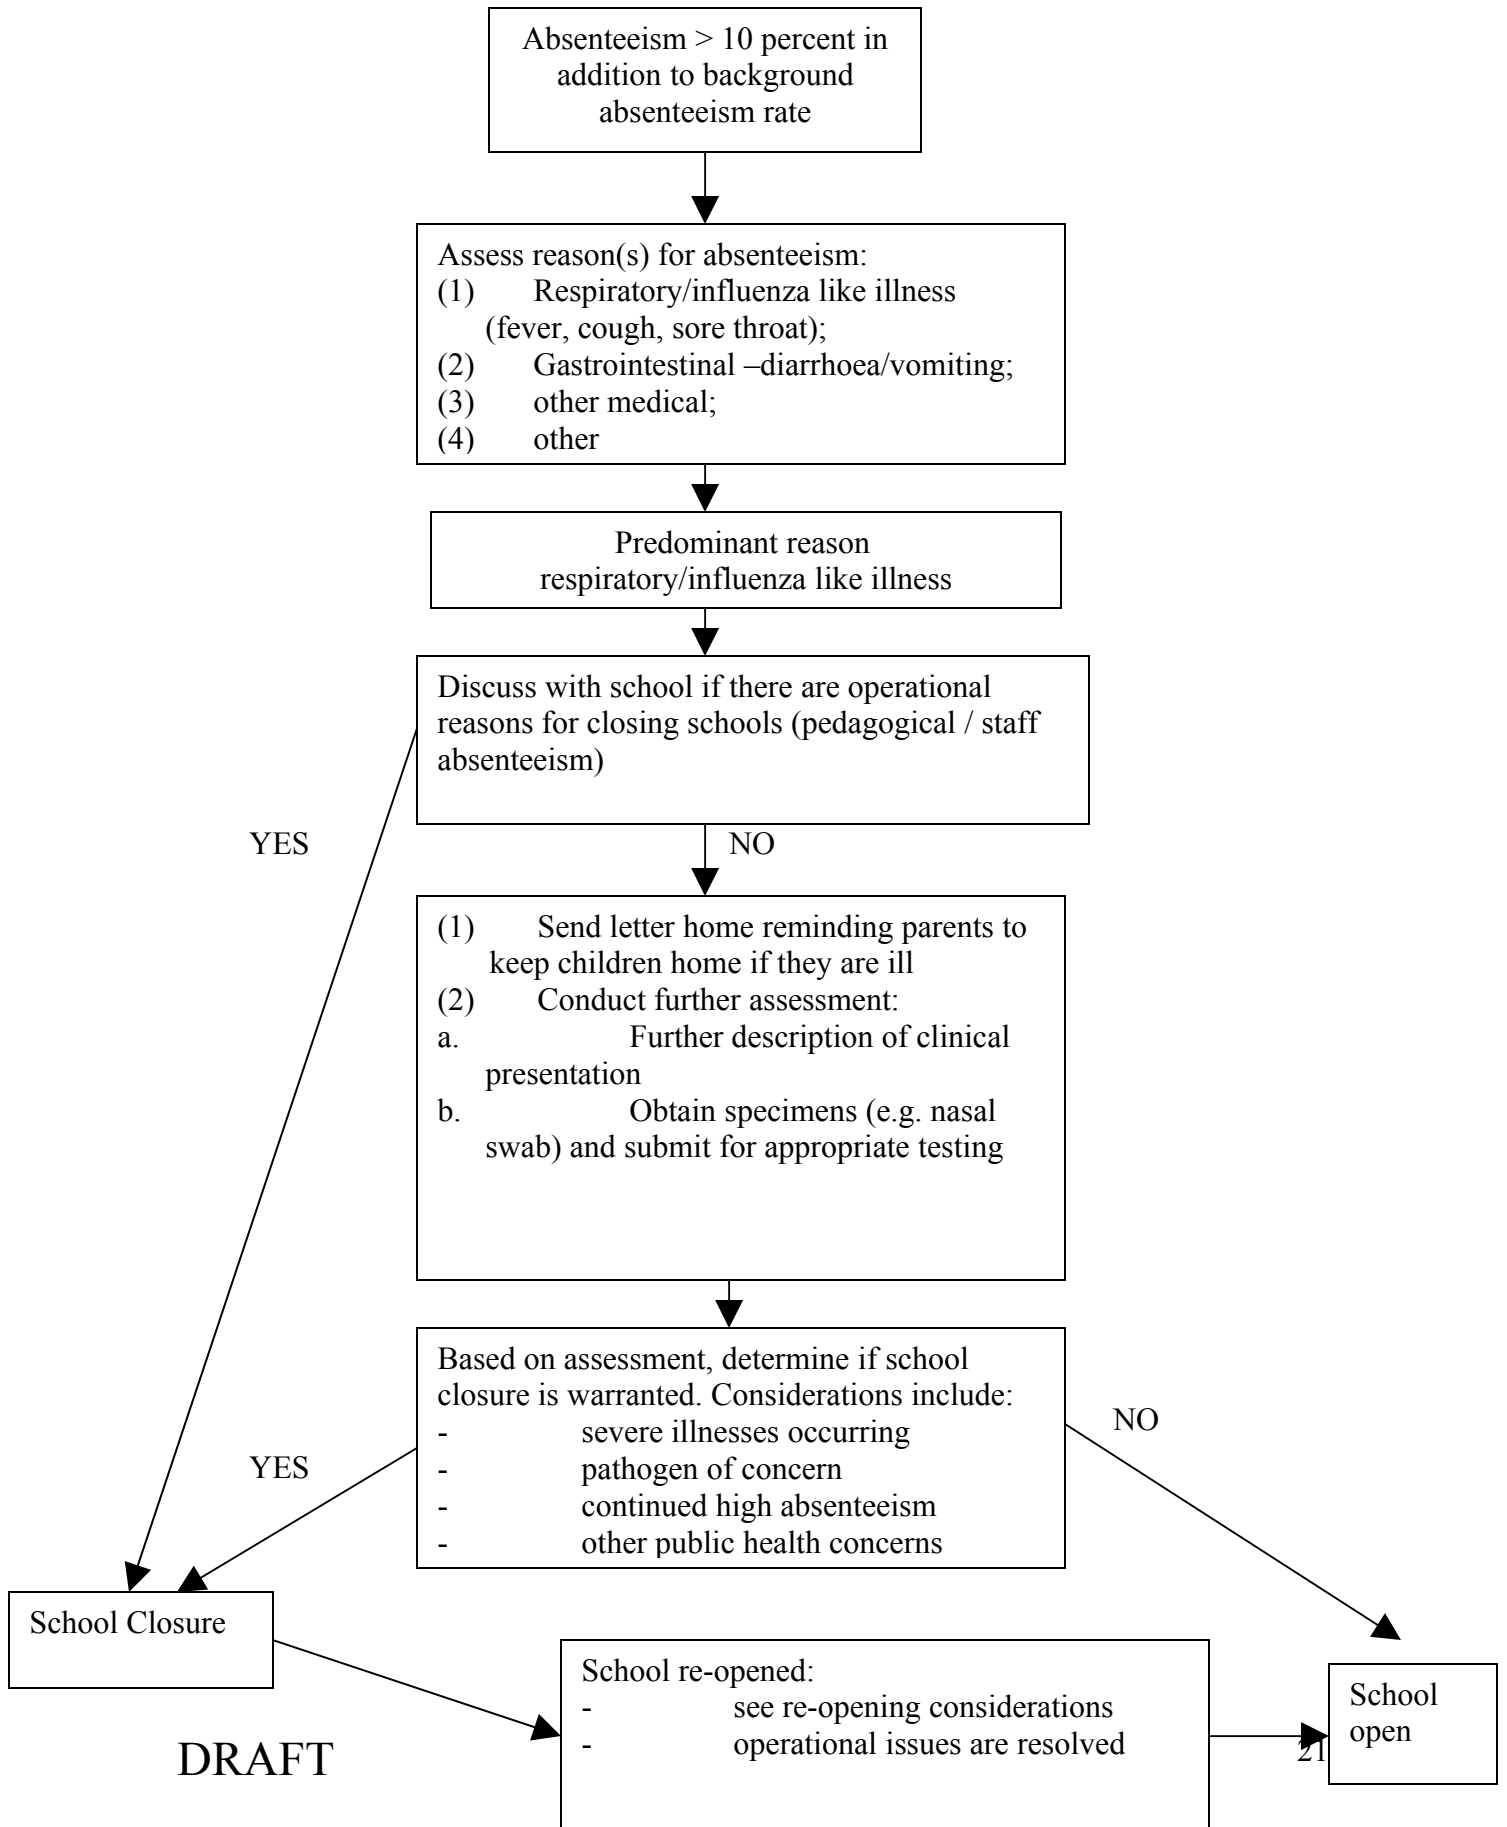 Absenteeism > 10 percent in
addition to background
absenteeism rate
Assess reason(s) for absenteeism:
(1) Respiratory/influenza like illness
(fever, cough, sore throat);
(2) Gastrointestinal –diarrhoea/vomiting;
(3) other medical;
(4) other
Predominant reason
respiratory/influenza like illness
Discuss with school if there are operational
reasons for closing schools (pedagogical / staff
absenteeism)
YES
NO
(1) Send letter home reminding parents to
keep children home if they are ill
(2) Conduct further assessment:
a. Further description of clinical
presentation
b. Obtain specimens (e.g. nasal
swab) and submit for appropriate testing
Based on assessment, determine if school
closure is warranted. Considerations include:
- severe illnesses occurring
- pathogen of concern
- continued high absenteeism
- other public health concerns
YES
NO
School Closure
School re-opened:
- see re-opening considerations
- operational issues are resolved
School
open
DRAFT
21